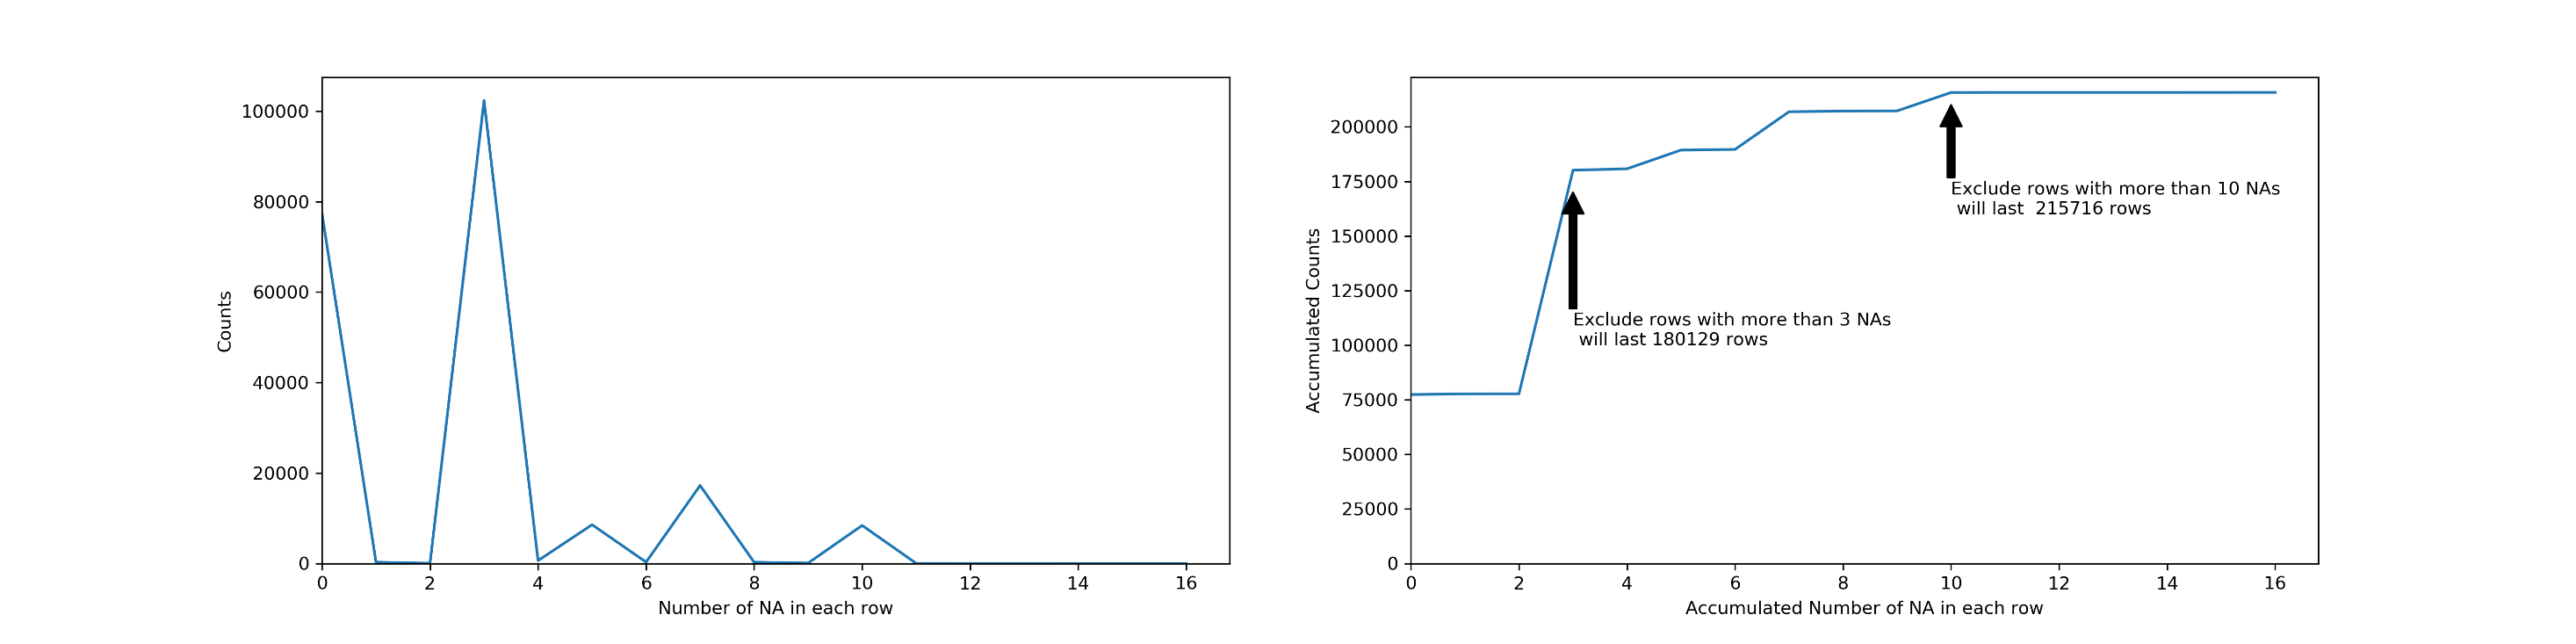 100000
80000
60000
40000
20000
0
Counts
0 2 4 6 8 10 12 14 16
Number of NA in each row
200000
175000
150000
125000
100000
75000
50000
25000
0
Accumulated Counts
Exclude rows with more than 10 NAs
will last  215716 rows
Exclude rows with more than 3 NAs
will last 180129 rows
0 2 4 6 8 10 12 14 16
Accumulated Number of NA in each row